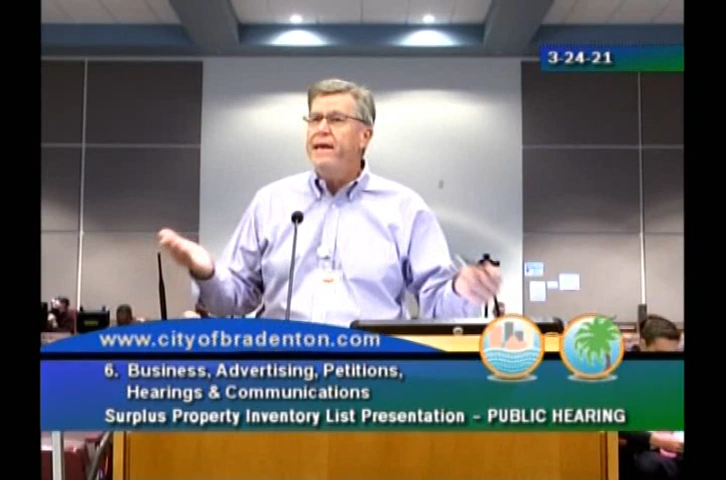 3-24-21
www.cityofbradenton.com
6. Business, Advertising, Petitions,
Hearings & Communications
Surplus Property Inventory List Presentation – PUBLIC HEARING